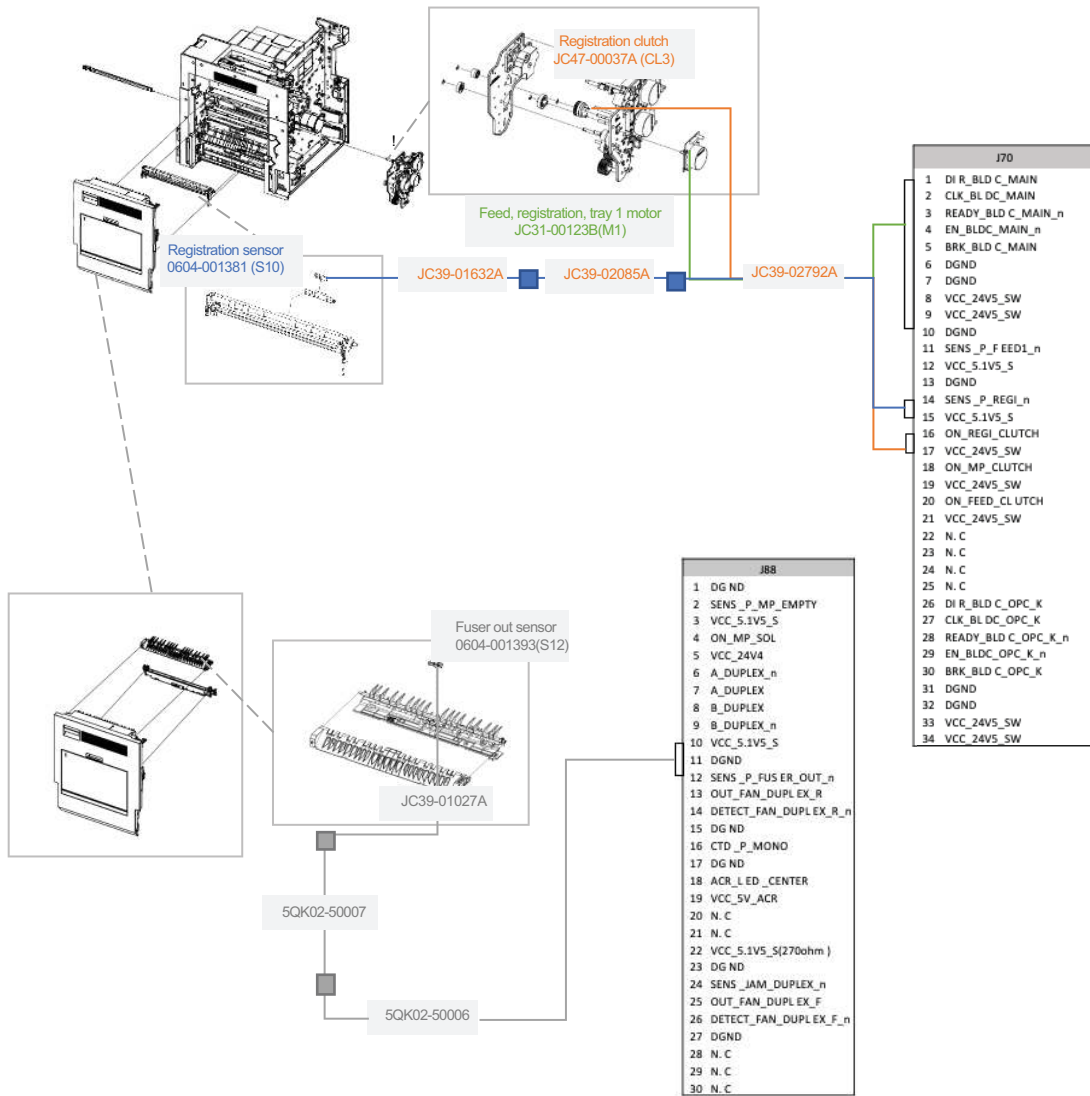 Registration clutch
JC47-00037A (CL3)
!
Feed, registration, tray 1 motor
JC31-00123B(M1)
Registration sensor
0604-001381 (S10)
JC39-01632A
JC39-02085A
JC39-02792A
J70
1 DI R_BLD C_MAIN
2 CLK_BL DC_MAIN
3 READY_BLD C_MAIN_n
4 EN_BLDC_MAIN_n
5 BRK_BLD C_MAIN
6 DGND
7 DGND
8 VCC_24V5_SW
9 VCC_24V5_SW
10 DGND
11 SENS _P_F EED1_n
12 VCC_5.1V5_S
13 DGND
14 SENS _P_REGI_n
15 VCC_5.1V5_S
16 ON_REGI_CLUTCH
17 VCC_24V5_SW
18 ON_MP_CLUTCH
19 VCC_24V5_SW
20 ON_FEED_CL UTCH
21 VCC_24V5_SW
22 N. C
23 N. C
24 N. C
25 N. C
26 DI R_BLD C_OPC_K
27 CLK_BL DC_OPC_K
28 READY_BLD C_OPC_K_n
29 EN_BLDC_OPC_K_n
30 BRK_BLD C_OPC_K
31 DGND
32 DGND
33 VCC_24V5_SW
34 VCC_24V5_SW
Fuser out sensor
0604-001393(S12)
JC39-01027A
5QK02-50007
5QK02-50006
J88
1 DG ND
2 SENS _P_MP_EMPTY
3 VCC_5.1V5_S
4 ON_MP_SOL
5 VCC_24V4
6 A_DUPLEX_n
7 A_DUPLEX
8 B_DUPLEX
9 B_DUPLEX_n
10 VCC_5.1V5_S
11 DGND
12 SENS _P_FUS ER_OUT_n
13 OUT_FAN_DUPL EX_R
14 DETECT_FAN_DUPL EX_R_n
15 DG ND
16 CTD _P_MONO
17 DG ND
18 ACR_L ED _CENTER
19 VCC_5V_ACR
20 N. C
21 N. C
22 VCC_5.1V5_S(270ohm )
23 DG ND
24 SENS _JAM_DUPLEX_n
25 OUT_FAN_DUPL EX_F
26 DETECT_FAN_DUPL EX_F_n
27 DGND
28 N. C
29 N. C
30 N. C